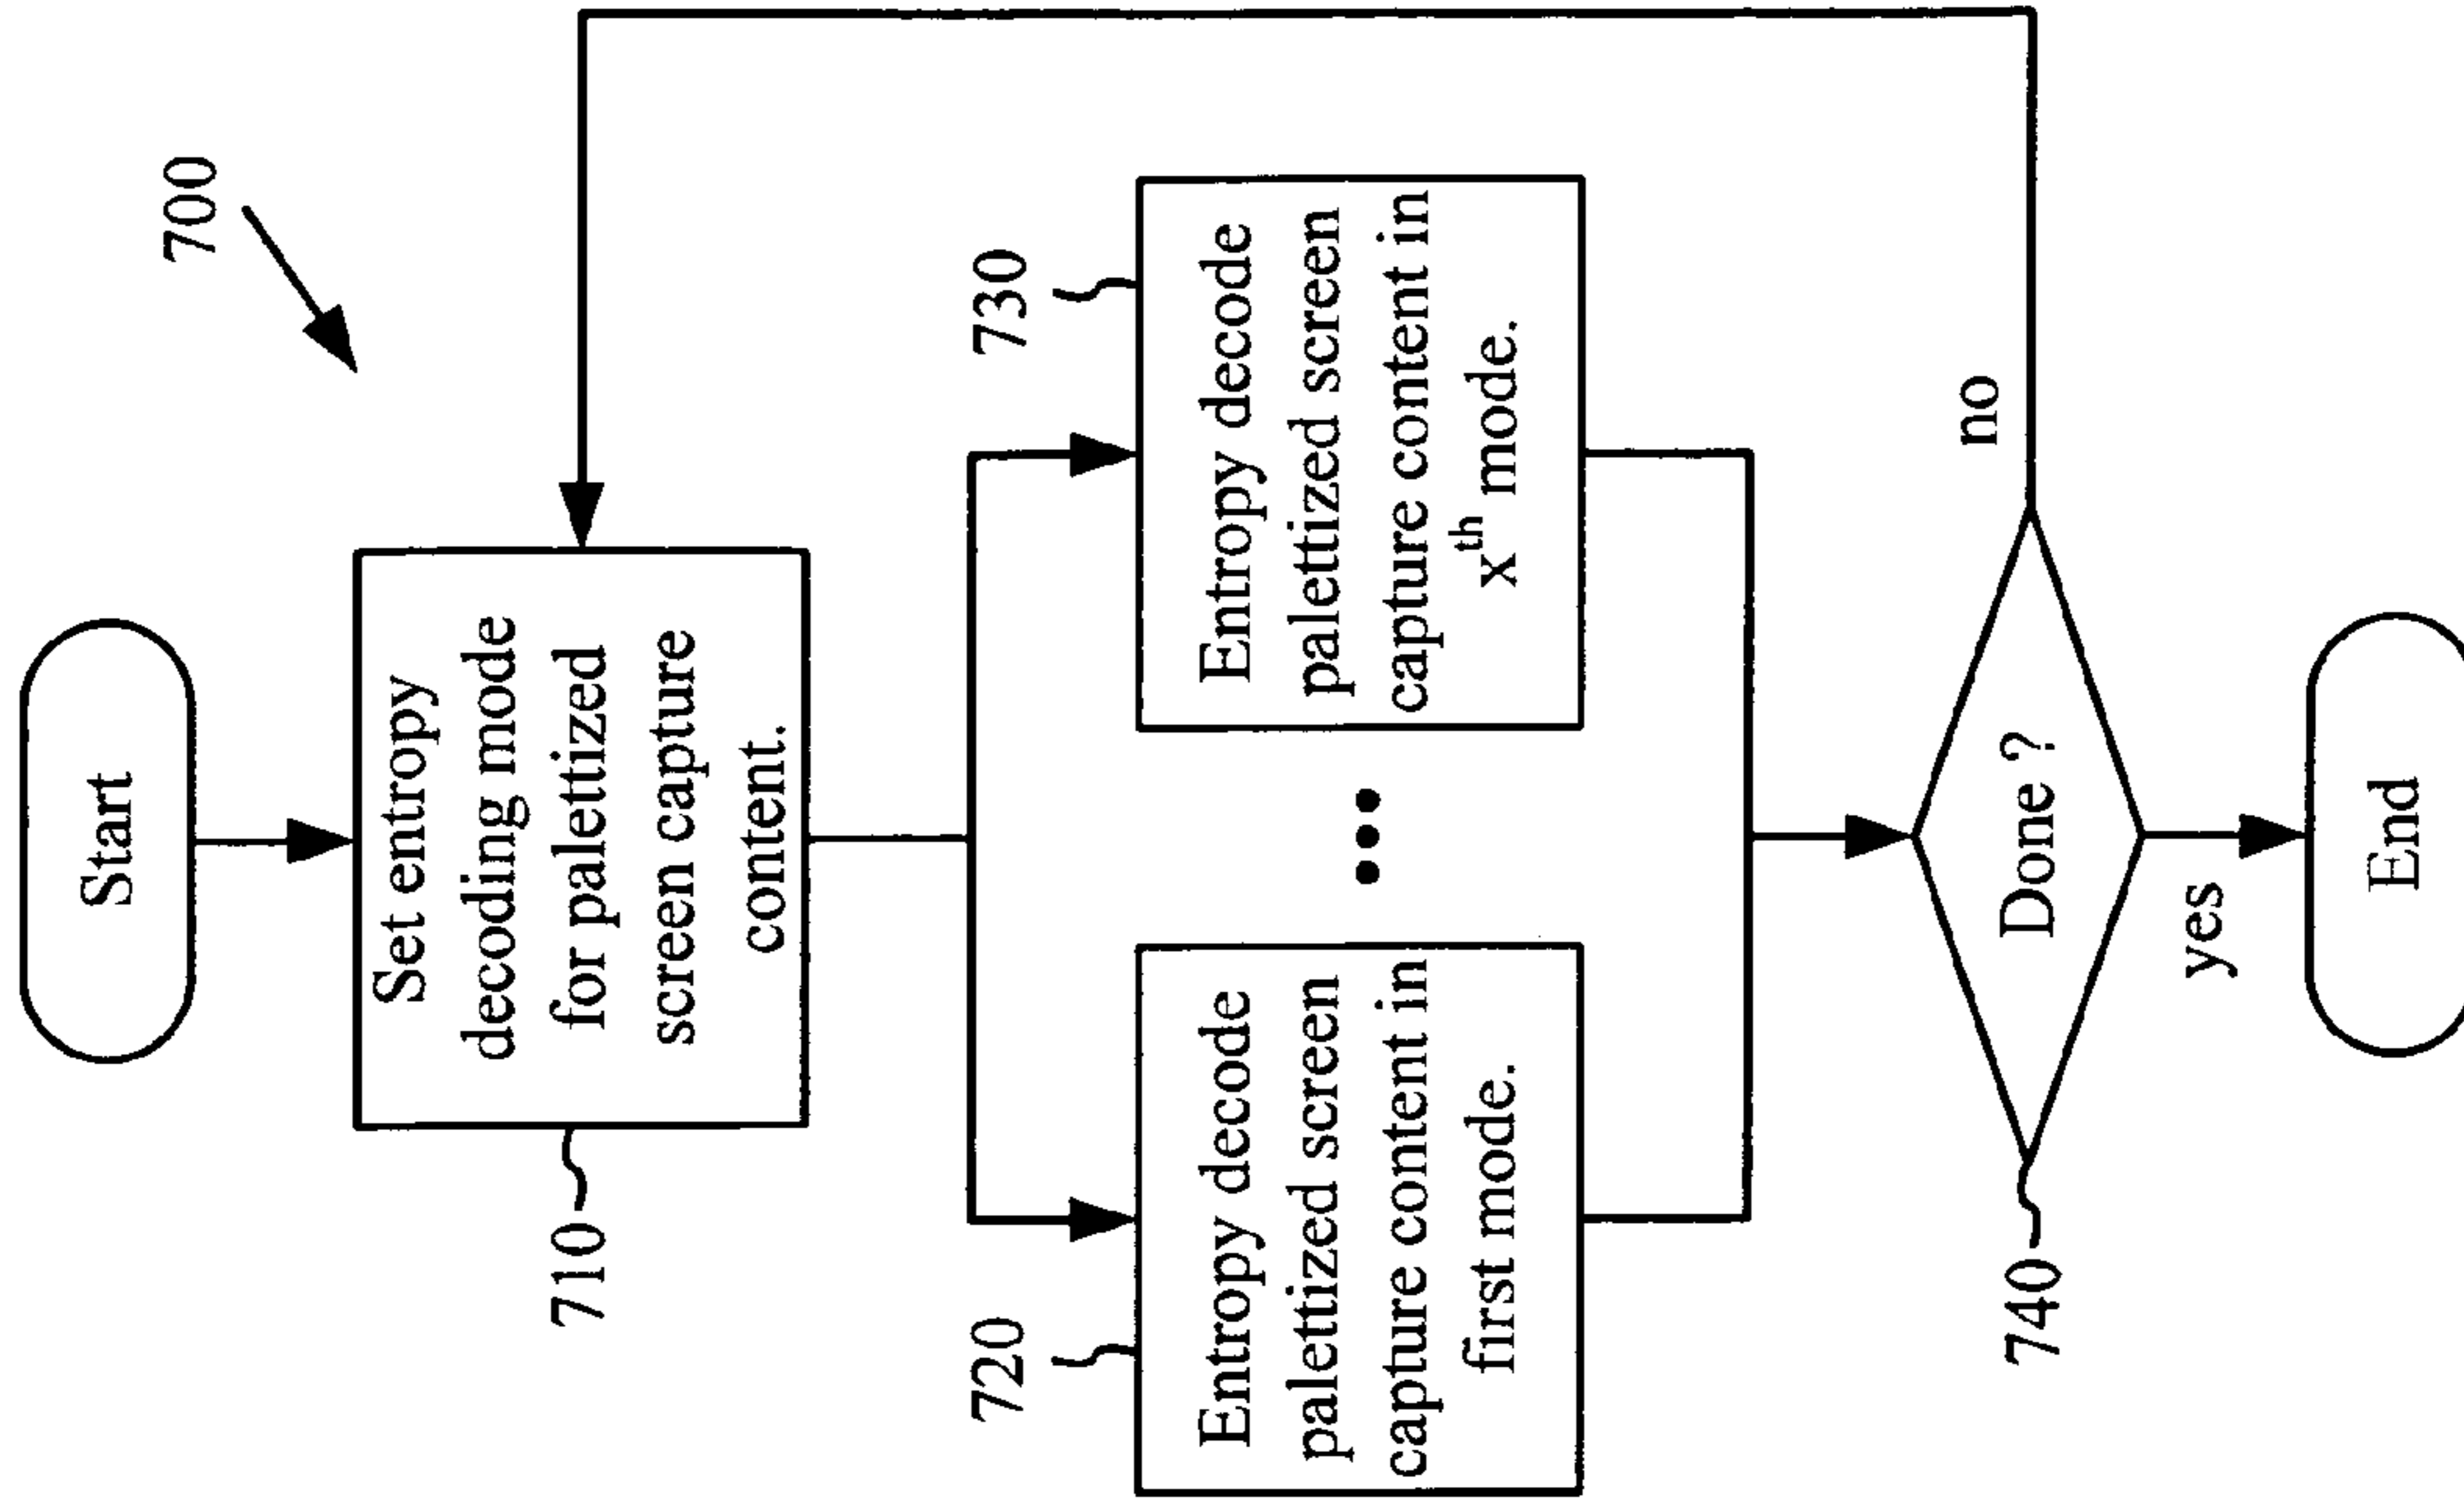 700
Start
Set entropy
decoding mode
for palettized
screen capture
content.
710
720
Entropy decode
palettized screen
capture content in
first mode.
•••
730
Entropy decode
palettized screen
capture content in
xth mode.
740
Done ?
no
yes
End